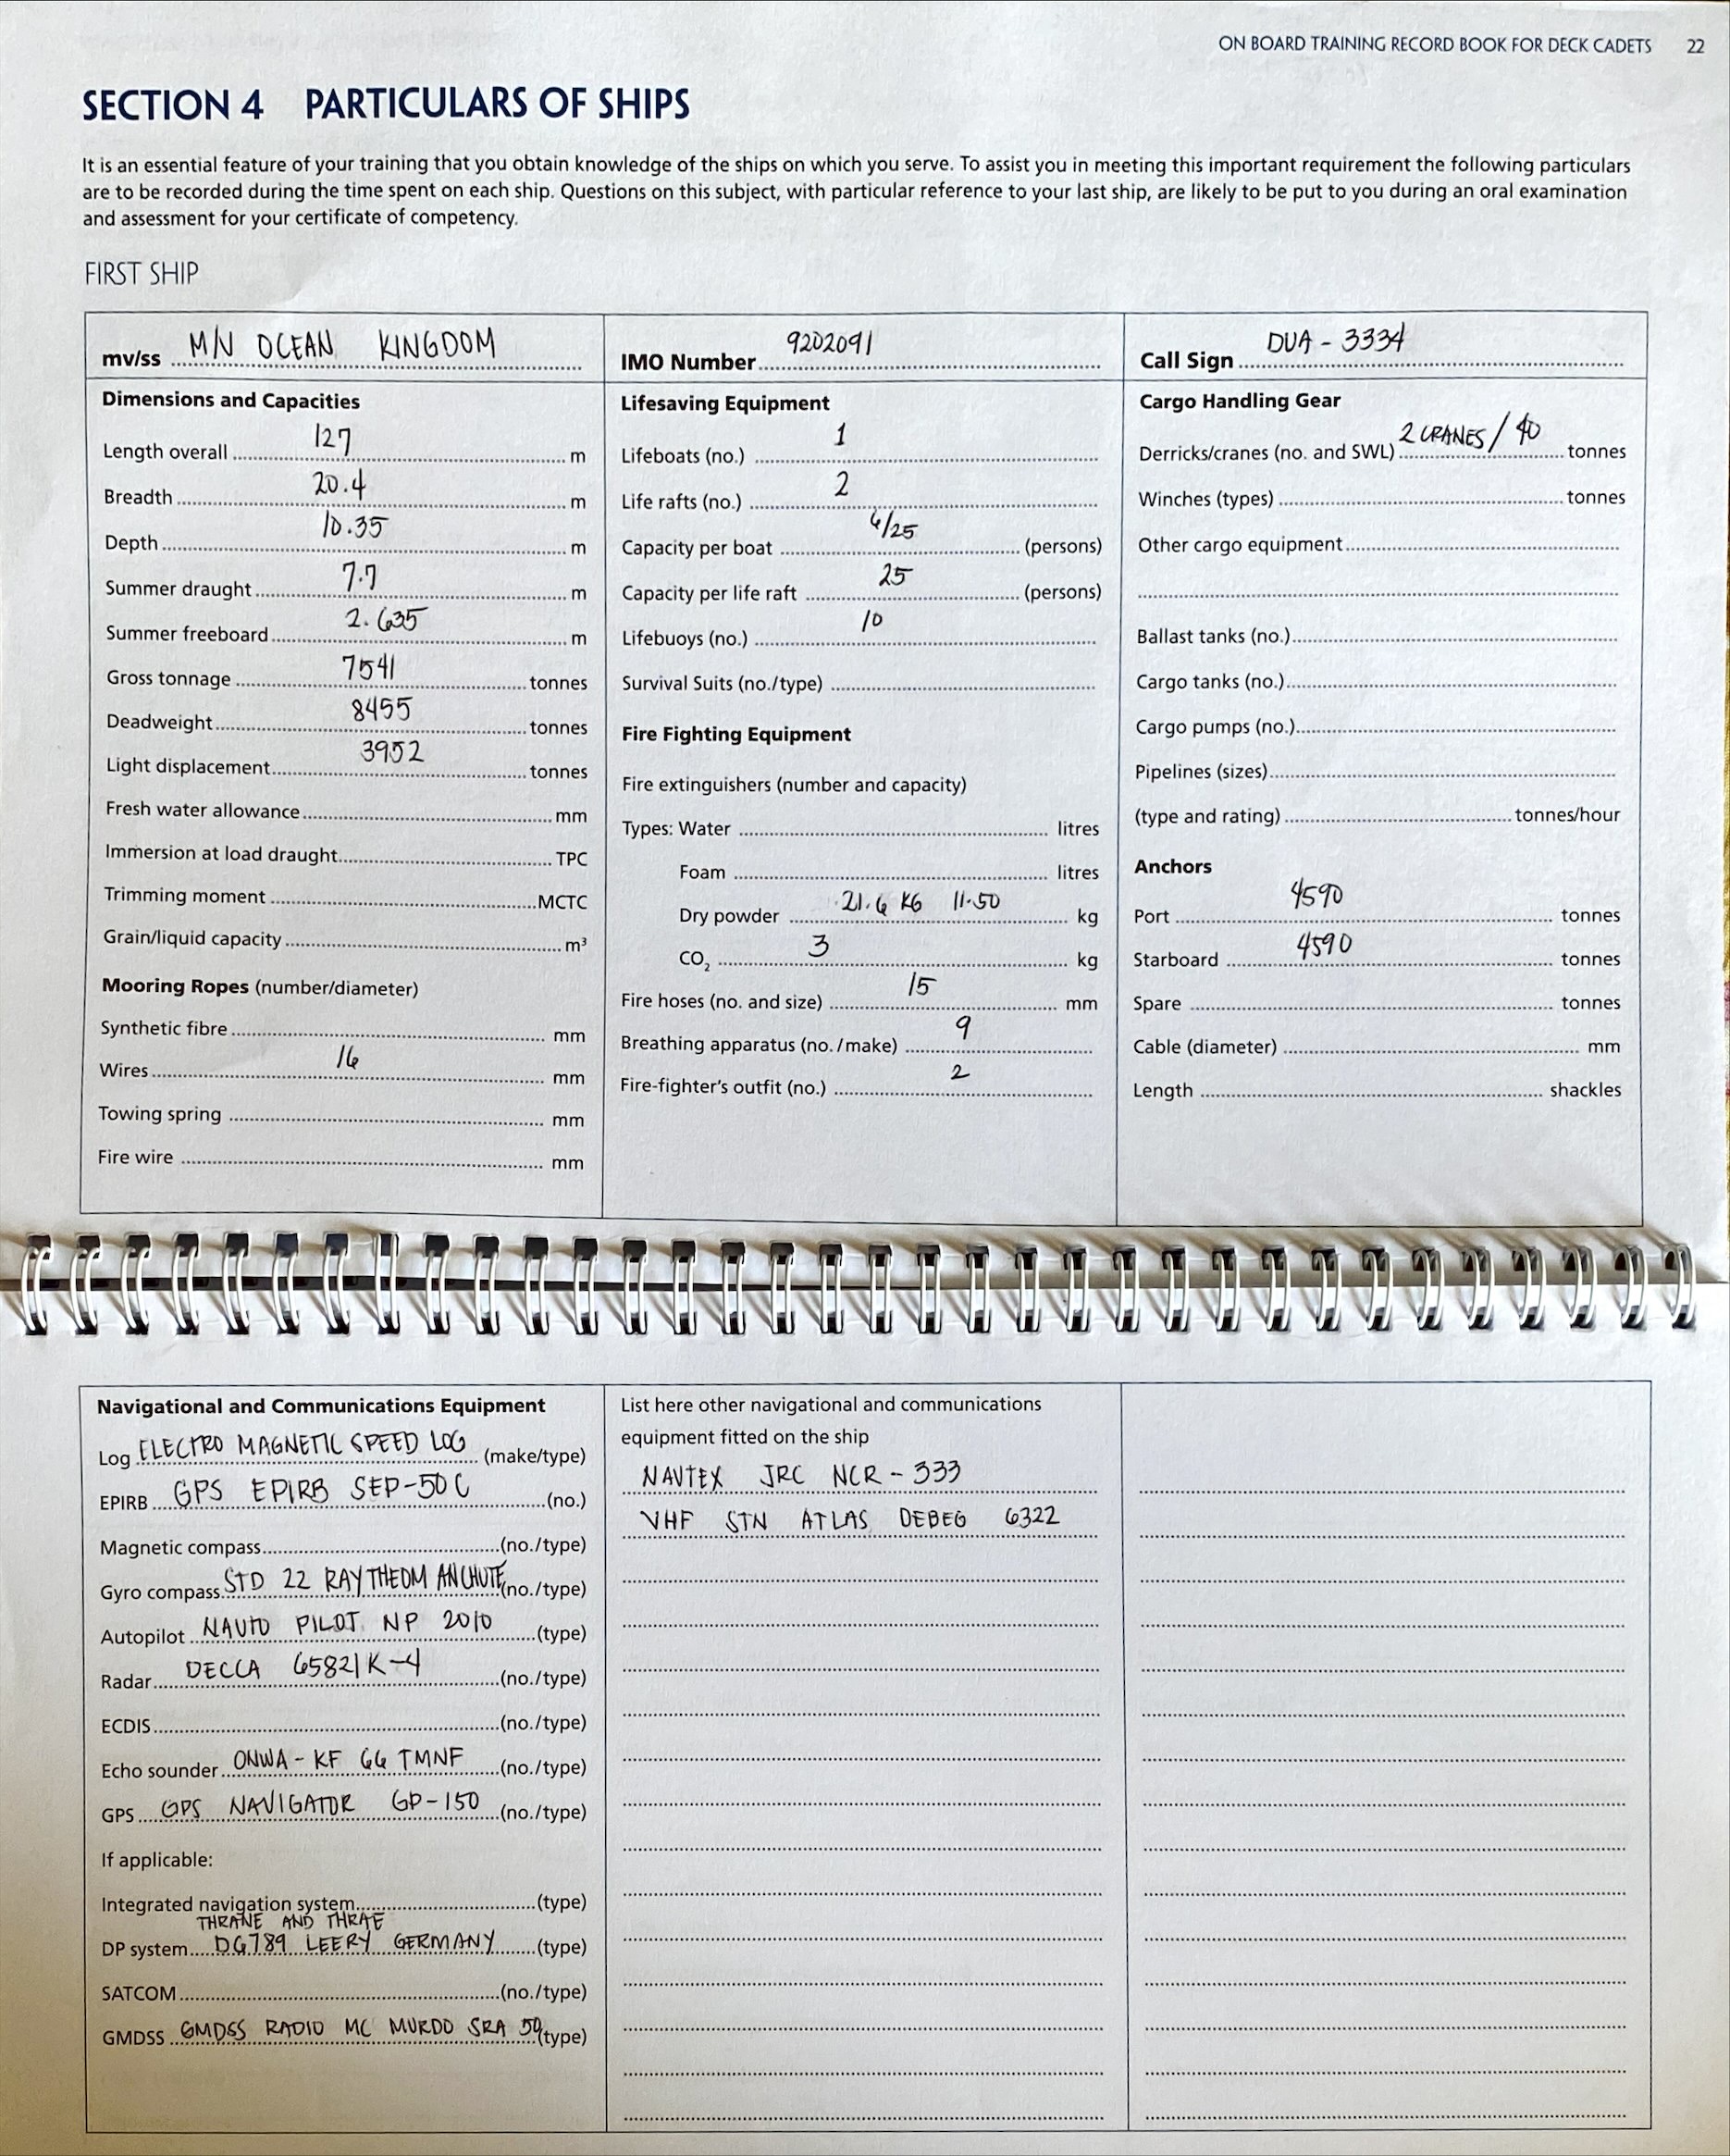 ON BOARD TRAINING RECORD BOOK FOR DECK CADETS 22
SECTION 4 PARTICULARS OF SHIPS
It is an essential feature of your training that you obtain knowledge of the ships on which you serve. To assist you in meeting this important requirement the following particulars
are to be recorded during the time spent on each ship. Questions on this subject, with particular reference to your last ship, are likely to be put to you during an oral examination
and assessment for your certificate of competency.
FIRST SHIP
mv/ss M/N OCEAN KINGDOM
Dimensions and Capacities
Length overall 127 m
Breadth 20.4 m
Depth 10.35 m
Summer draught 7.7 m
Summer freeboard 2.635 m
Gross tonnage 7541 tonnes
Deadweight 8455 tonnes
Light displacement 3952 tonnes
Fresh water allowance mm
Immersion at load draught TPC
Trimming moment MCTC
Grain/liquid capacity m³
Mooring Ropes (number/diameter)
Synthetic fibre mm
Wires 16 mm
Towing spring mm
Fire wire mm
IMO Number 9202091
Lifesaving Equipment
Lifeboats (no.) 1
Life rafts (no.) 2
Capacity per boat 6/25 (persons)
Capacity per life raft 25 (persons)
Lifebuoys (no.) 10
Survival Suits (no./type)
Fire Fighting Equipment
Fire extinguishers (number and capacity)
Types: Water litres
Foam litres
Dry powder 21.6 KG 11.50 kg
CO₂ 3 kg
Fire hoses (no. and size) 15 mm
Breathing apparatus (no./make) 9
Fire-fighter's outfit (no.) 2
Call Sign DUA - 3334
Cargo Handling Gear
Derricks/cranes (no. and SWL) 2 CRANES / 40 tonnes
Winches (types) tonnes
Other cargo equipment
Ballast tanks (no.)
Cargo tanks (no.)
Cargo pumps (no.)
Pipelines (sizes)
(type and rating) tonnes/hour
Anchors
Port 4590 tonnes
Starboard 4590 tonnes
Spare tonnes
Cable (diameter) mm
Length shackles
Navigational and Communications Equipment
Log ELECTRO MAGNETIC SPEED LOG (make/type)
EPIRB GPS EPIRB SEP-50 C (no.)
Magnetic compass (no./type)
Gyro compass STD 22 RAYTHEOM ANCHUTE (no./type)
Autopilot NAUTO PILOT NP 2010 (type)
Radar DECCA 65821K-4 (no./type)
ECDIS (no./type)
Echo sounder ONWA - KF 66 TMNF (no./type)
GPS GPS NAVIGATOR GP-150 (no./type)
If applicable:
Integrated navigation system (type)
THRANE AND THRAE
DP system DG789 LEERY GERMANY (type)
SATCOM (no./type)
GMDSS GMDSS RADIO MC MURDO SRA 50 (type)
List here other navigational and communications
equipment fitted on the ship
NAVTEX JRC NCR - 333
VHF STN ATLAS DEBEG 6322